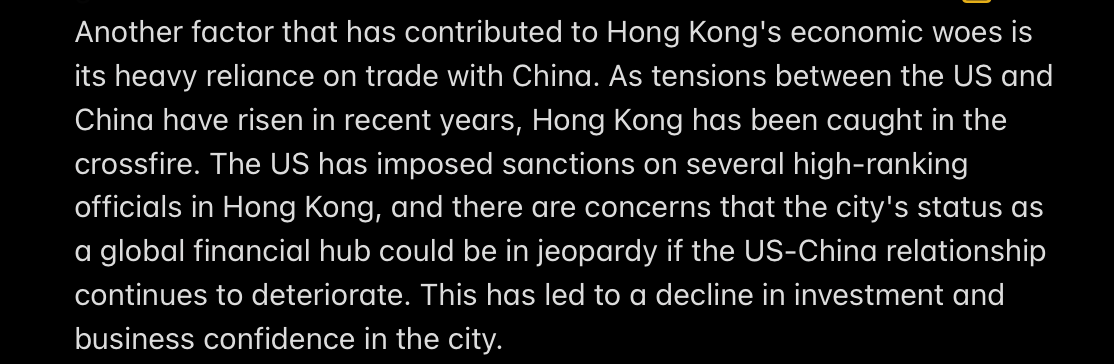 Another factor that has contributed to Hong Kong's economic woes is
its heavy reliance on trade with China. As tensions between the US and
China have risen in recent years, Hong Kong has been caught in the
crossfire. The US has imposed sanctions on several high-ranking
officials in Hong Kong, and there are concerns that the city's status as
a global financial hub could be in jeopardy if the US-China relationship
continues to deteriorate. This has led to a decline in investment and
business confidence in the city.